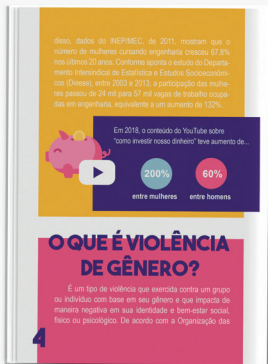 disso, dados do INEP/MEC, de 2011, mostram que o
número de mulheres cursando engenharia cresceu 67,8%
nos últimos 20 anos. Conforme aponta o estudo do Departa-
mento Intersindical de Estatística e Estudos Socioeconômi-
cos (Dieese), entre 2003 e 2013, a participação das mulhe-
res passou de 24 mil para 57 mil vagas de trabalho ocupa-
das em engenharia, equivalente a um aumento de 132%.
Em 2018, o conteúdo do YouTube sobre
"como investir nosso dinheiro" teve aumento de...
200% 60%
entre mulheres entre homens
O QUE É VIOLÊNCIA
DE GÊNERO?
É um tipo de violência que exercida contra um grupo
ou indivíduo com base em seu gênero e que impacta de
maneira negativa em sua identidade e bem-estar social,
físico ou psicológico. De acordo com a Organização das
4